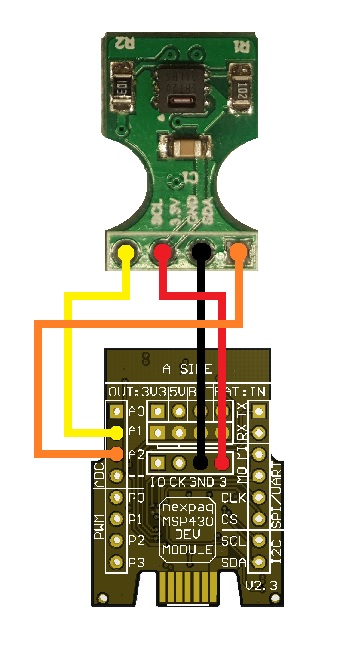 R2 R1
103 103
SCL 3.3V GND SDA
A SIDE
OUT:3V3 5V BAT:IN
A0 TX
A1 RX
A2 MI
ADC MO
IO CK GND 3
P0 CLK
P1 CS
P2 SCL
P3 SDA
PWM
SPI/UART
I2C
nexpaq
MSP430
DEV
MODULE
V2.3